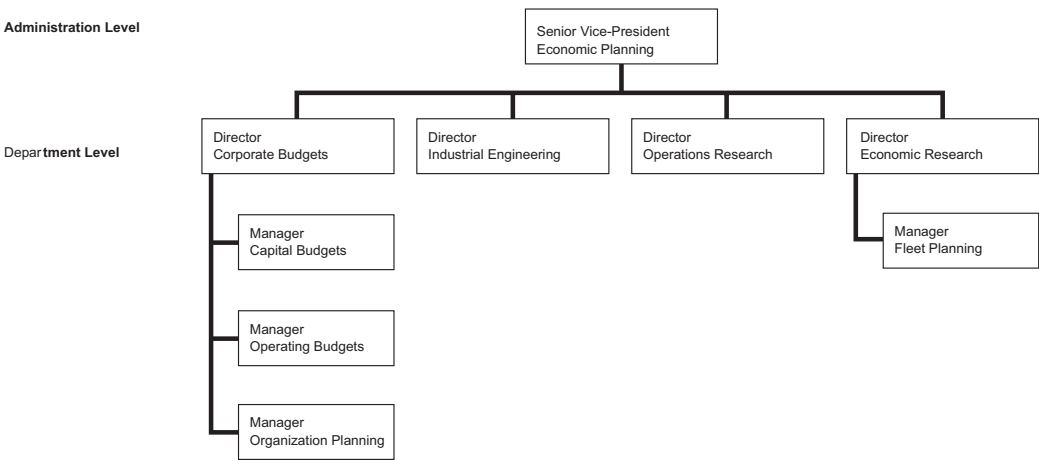 Administration Level
Senior Vice-President
Economic Planning
Department Level
Director
Corporate Budgets
Director
Industrial Engineering
Director
Operations Research
Director
Economic Research
Manager
Capital Budgets
Manager
Fleet Planning
Manager
Operating Budgets
Manager
Organization Planning